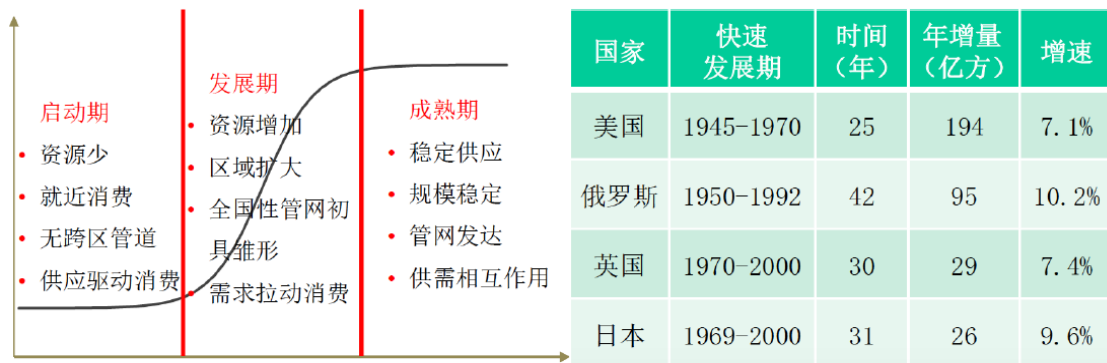 启动期
• 资源少
• 就近消费
• 无跨区管道
• 供应驱动消费
发展期
• 资源增加
• 区域扩大
• 全国性管网初
具雏形
• 需求拉动消费
成熟期
• 稳定供应
• 规模稳定
• 管网发达
• 供需相互作用
国家 快速 时间 年增量 增速
发展期 （年） （亿方）
美国 1945-1970 25 194 7.1%
俄罗斯 1950-1992 42 95 10.2%
英国 1970-2000 30 29 7.4%
日本 1969-2000 31 26 9.6%